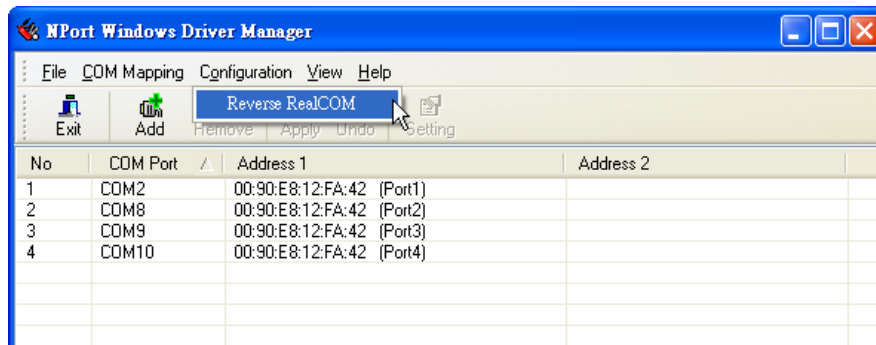 NPort Windows Driver Manager
File COM Mapping Configuration View Help
Reverse RealCOM
Exit Add Remove Apply Undo Setting
No COM Port Address 1 Address 2
1 COM2 00:90:E8:12:FA:42 (Port1)
2 COM8 00:90:E8:12:FA:42 (Port2)
3 COM9 00:90:E8:12:FA:42 (Port3)
4 COM10 00:90:E8:12:FA:42 (Port4)